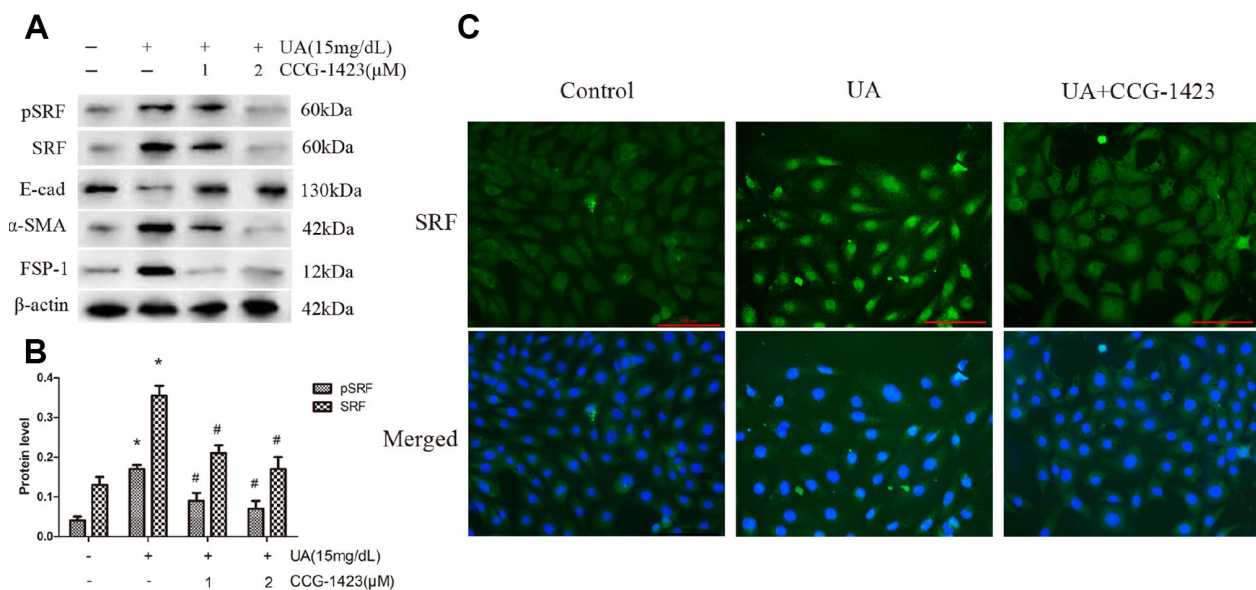 A
– + + + UA(15mg/dL)
– – 1 2 CCG-1423(μM)
pSRF 60kDa
SRF 60kDa
E-cad 130kDa
α-SMA 42kDa
FSP-1 12kDa
β-actin 42kDa
B
Protein level
0.4
0.3
0.2
0.1
0.0
* * # # # #
pSRF
SRF
- + + + UA(15mg/dL)
- - 1 2 CCG-1423(μM)
C
Control UA UA+CCG-1423
SRF
Merged